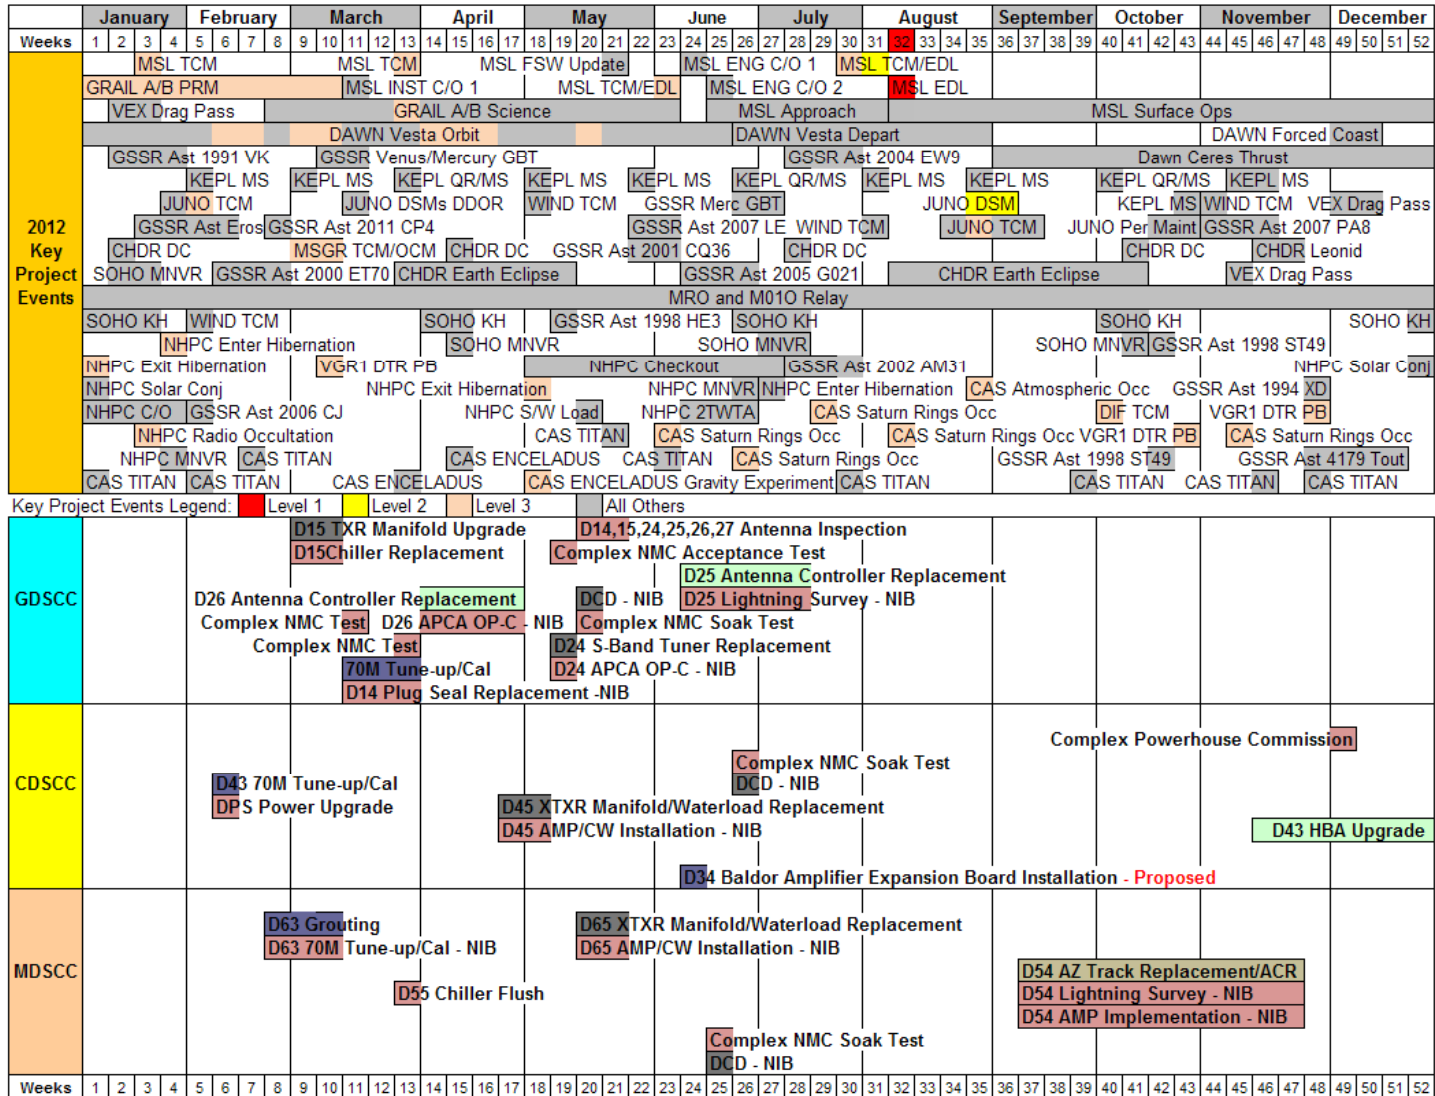 January February March April May June July August September October November December
Weeks 1 2 3 4 5 6 7 8 9 10 11 12 13 14 15 16 17 18 19 20 21 22 23 24 25 26 27 28 29 30 31 32 33 34 35 36 37 38 39 40 41 42 43 44 45 46 47 48 49 50 51 52
2012 Key Project Events
MSL TCM MSL TCM MSL FSW Update MSL ENG C/O 1 MSL TCM/EDL
GRAIL A/B PRM MSL INST C/O 1 MSL TCM/EDL MSL ENG C/O 2 MSL EDL
VEX Drag Pass GRAIL A/B Science MSL Approach MSL Surface Ops
DAWN Vesta Orbit DAWN Vesta Depart DAWN Forced Coast
GSSR Ast 1991 VK GSSR Venus/Mercury GBT GSSR Ast 2004 EW9 Dawn Ceres Thrust
KEPL MS KEPL MS KEPL QR/MS KEPL MS KEPL MS KEPL QR/MS KEPL MS KEPL MS KEPL QR/MS KEPL MS
JUNO TCM JUNO DSMs DDOR WIND TCM GSSR Merc GBT JUNO DSM KEPL MS WIND TCM VEX Drag Pass
GSSR Ast Eros GSSR Ast 2011 CP4 GSSR Ast 2007 LE WIND TCM JUNO TCM JUNO Per Maint GSSR Ast 2007 PA8
CHDR DC MSGR TCM/OCM CHDR DC GSSR Ast 2001 CQ36 CHDR DC CHDR DC CHDR Leonid
SOHO MNVR GSSR Ast 2000 ET70 CHDR Earth Eclipse GSSR Ast 2005 G021 CHDR Earth Eclipse VEX Drag Pass
MRO and M01O Relay
SOHO KH WIND TCM SOHO KH GSSR Ast 1998 HE3 SOHO KH SOHO KH SOHO KH
NHPC Enter Hibernation SOHO MNVR SOHO MNVR SOHO MNVR GSSR Ast 1998 ST49
NHPC Exit Hibernation VGR1 DTR PB NHPC Checkout GSSR Ast 2002 AM31 NHPC Solar Conj
NHPC Solar Conj NHPC Exit Hibernation NHPC MNVR NHPC Enter Hibernation CAS Atmospheric Occ GSSR Ast 1994 XD
NHPC C/O GSSR Ast 2006 CJ NHPC S/W Load NHPC 2TWTA CAS Saturn Rings Occ DIF TCM VGR1 DTR PB
NHPC Radio Occultation CAS TITAN CAS Saturn Rings Occ CAS Saturn Rings Occ VGR1 DTR PB CAS Saturn Rings Occ
NHPC MNVR CAS TITAN CAS ENCELADUS CAS TITAN CAS Saturn Rings Occ GSSR Ast 1998 ST49 GSSR Ast 4179 Tout
CAS TITAN CAS TITAN CAS ENCELADUS CAS ENCELADUS Gravity Experiment CAS TITAN CAS TITAN CAS TITAN CAS TITAN
Key Project Events Legend: Level 1 Level 2 Level 3 All Others
GDSCC
D15 TXR Manifold Upgrade D14,15,24,25,26,27 Antenna Inspection
D15Chiller Replacement Complex NMC Acceptance Test
D25 Antenna Controller Replacement
D26 Antenna Controller Replacement DCD - NIB D25 Lightning Survey - NIB
Complex NMC Test D26 APCA OP-C - NIB Complex NMC Soak Test
Complex NMC Test D24 S-Band Tuner Replacement
70M Tune-up/Cal D24 APCA OP-C - NIB
D14 Plug Seal Replacement -NIB
CDSCC
Complex Powerhouse Commission
Complex NMC Soak Test
D43 70M Tune-up/Cal DCD - NIB
DPS Power Upgrade D45 XTXR Manifold/Waterload Replacement
D45 AMP/CW Installation - NIB D43 HBA Upgrade
D34 Baldor Amplifier Expansion Board Installation - Proposed
MDSCC
D63 Grouting D65 XTXR Manifold/Waterload Replacement
D63 70M Tune-up/Cal - NIB D65 AMP/CW Installation - NIB
D54 AZ Track Replacement/ACR
D55 Chiller Flush D54 Lightning Survey - NIB
D54 AMP Implementation - NIB
Complex NMC Soak Test
DCD - NIB
Weeks 1 2 3 4 5 6 7 8 9 10 11 12 13 14 15 16 17 18 19 20 21 22 23 24 25 26 27 28 29 30 31 32 33 34 35 36 37 38 39 40 41 42 43 44 45 46 47 48 49 50 51 52